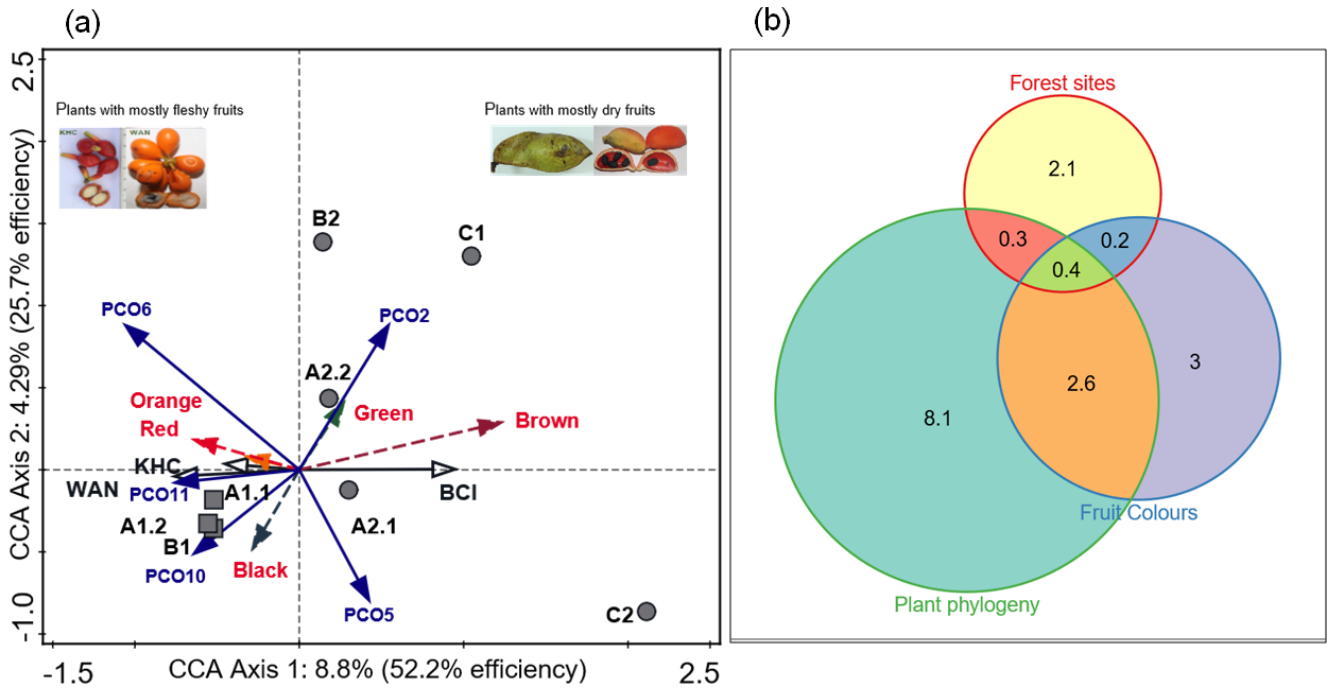 (a)
(b)
2.5
CCA Axis 2: 4.29% (25.7% efficiency)
-1.0
Plants with mostly fleshy fruits
KHC
WAN
Plants with mostly dry fruits
B2
C1
PCO6
PCO2
A2.2
Orange
Red
Green
Brown
KHC
WAN
PCO11
BCI
A1.1
A1.2
A2.1
B1
PCO10
Black
PCO5
C2
-1.5
CCA Axis 1: 8.8% (52.2% efficiency)
2.5
Forest sites
2.1
0.3
0.2
0.4
2.6
3
8.1
Fruit Colours
Plant phylogeny